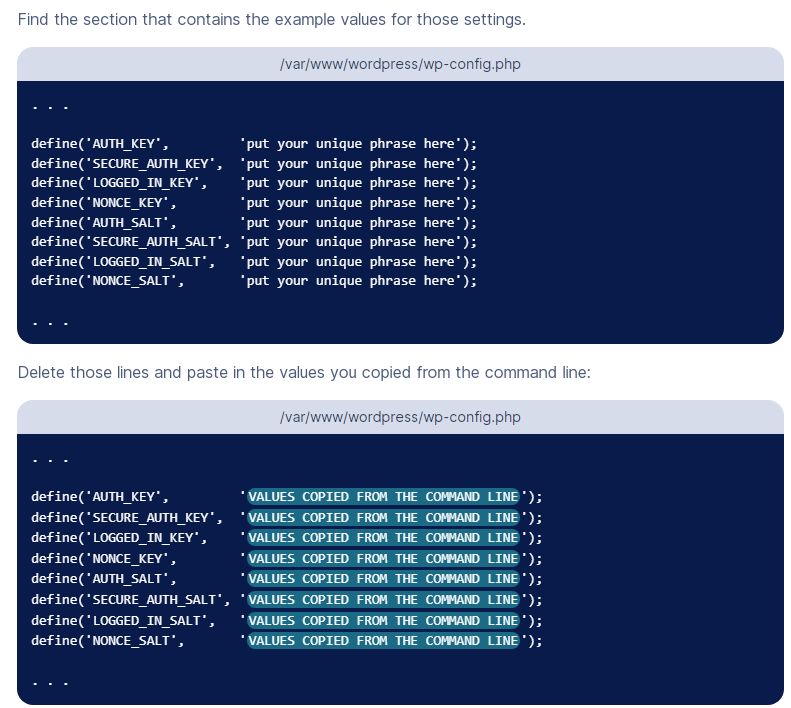 Find the section that contains the example values for those settings.
/var/www/wordpress/wp-config.php
. . .
define('AUTH_KEY',         'put your unique phrase here');
define('SECURE_AUTH_KEY',  'put your unique phrase here');
define('LOGGED_IN_KEY',    'put your unique phrase here');
define('NONCE_KEY',        'put your unique phrase here');
define('AUTH_SALT',        'put your unique phrase here');
define('SECURE_AUTH_SALT', 'put your unique phrase here');
define('LOGGED_IN_SALT',   'put your unique phrase here');
define('NONCE_SALT',       'put your unique phrase here');
. . .
Delete those lines and paste in the values you copied from the command line:
/var/www/wordpress/wp-config.php
. . .
define('AUTH_KEY',         'VALUES COPIED FROM THE COMMAND LINE');
define('SECURE_AUTH_KEY',  'VALUES COPIED FROM THE COMMAND LINE');
define('LOGGED_IN_KEY',    'VALUES COPIED FROM THE COMMAND LINE');
define('NONCE_KEY',        'VALUES COPIED FROM THE COMMAND LINE');
define('AUTH_SALT',        'VALUES COPIED FROM THE COMMAND LINE');
define('SECURE_AUTH_SALT', 'VALUES COPIED FROM THE COMMAND LINE');
define('LOGGED_IN_SALT',   'VALUES COPIED FROM THE COMMAND LINE');
define('NONCE_SALT',       'VALUES COPIED FROM THE COMMAND LINE');
. . .